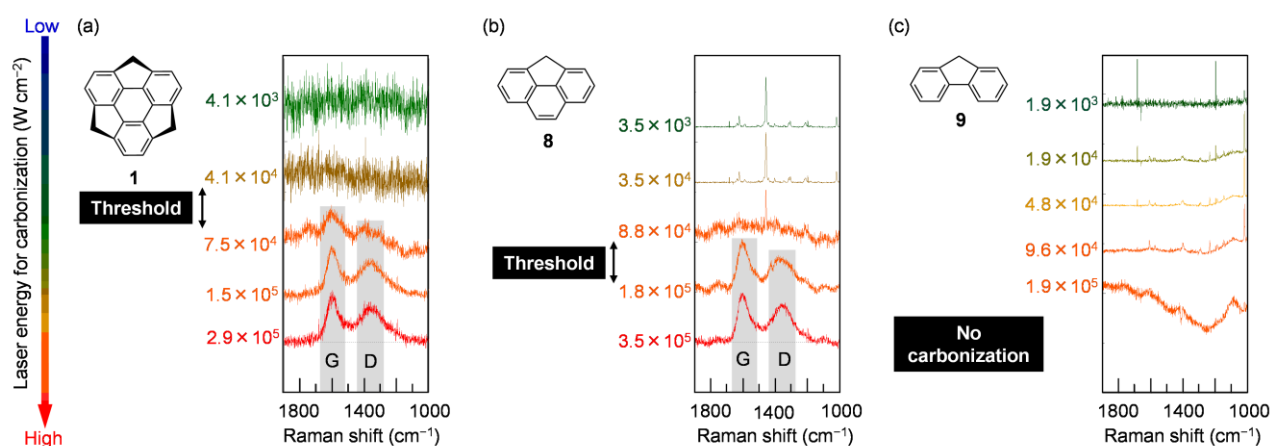 Low
Laser energy for carbonization (W cm⁻²)
High
(a)
1
Threshold
4.1 × 10³
4.1 × 10⁴
7.5 × 10⁴
1.5 × 10⁵
2.9 × 10⁵
G D
1900 1400 1000
Raman shift (cm⁻¹)
(b)
8
Threshold
3.5 × 10³
3.5 × 10⁴
8.8 × 10⁴
1.8 × 10⁵
3.5 × 10⁵
G D
1900 1400 1000
Raman shift (cm⁻¹)
(c)
9
No
carbonization
1.9 × 10³
1.9 × 10⁴
4.8 × 10⁴
9.6 × 10⁴
1.9 × 10⁵
1900 1400 1000
Raman shift (cm⁻¹)